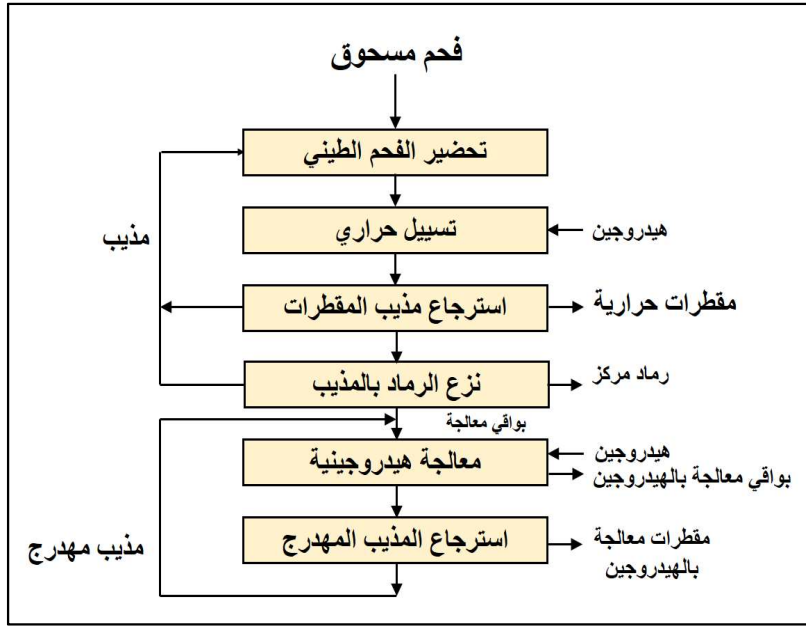 فحم مسحوق
تحضير الفحم الطيني
مذيب
تسييل حراري
هيدروجين
استرجاع مذيب المقطرات
مقطرات حرارية
نزع الرماد بالمذيب
رماد مركز
بواقي معالجة
معالجة هيدروجينية
هيدروجين
بواقي معالجة بالهيدروجين
مذيب مهدرج
استرجاع المذيب المهدرج
مقطرات معالجة
بالهيدروجين